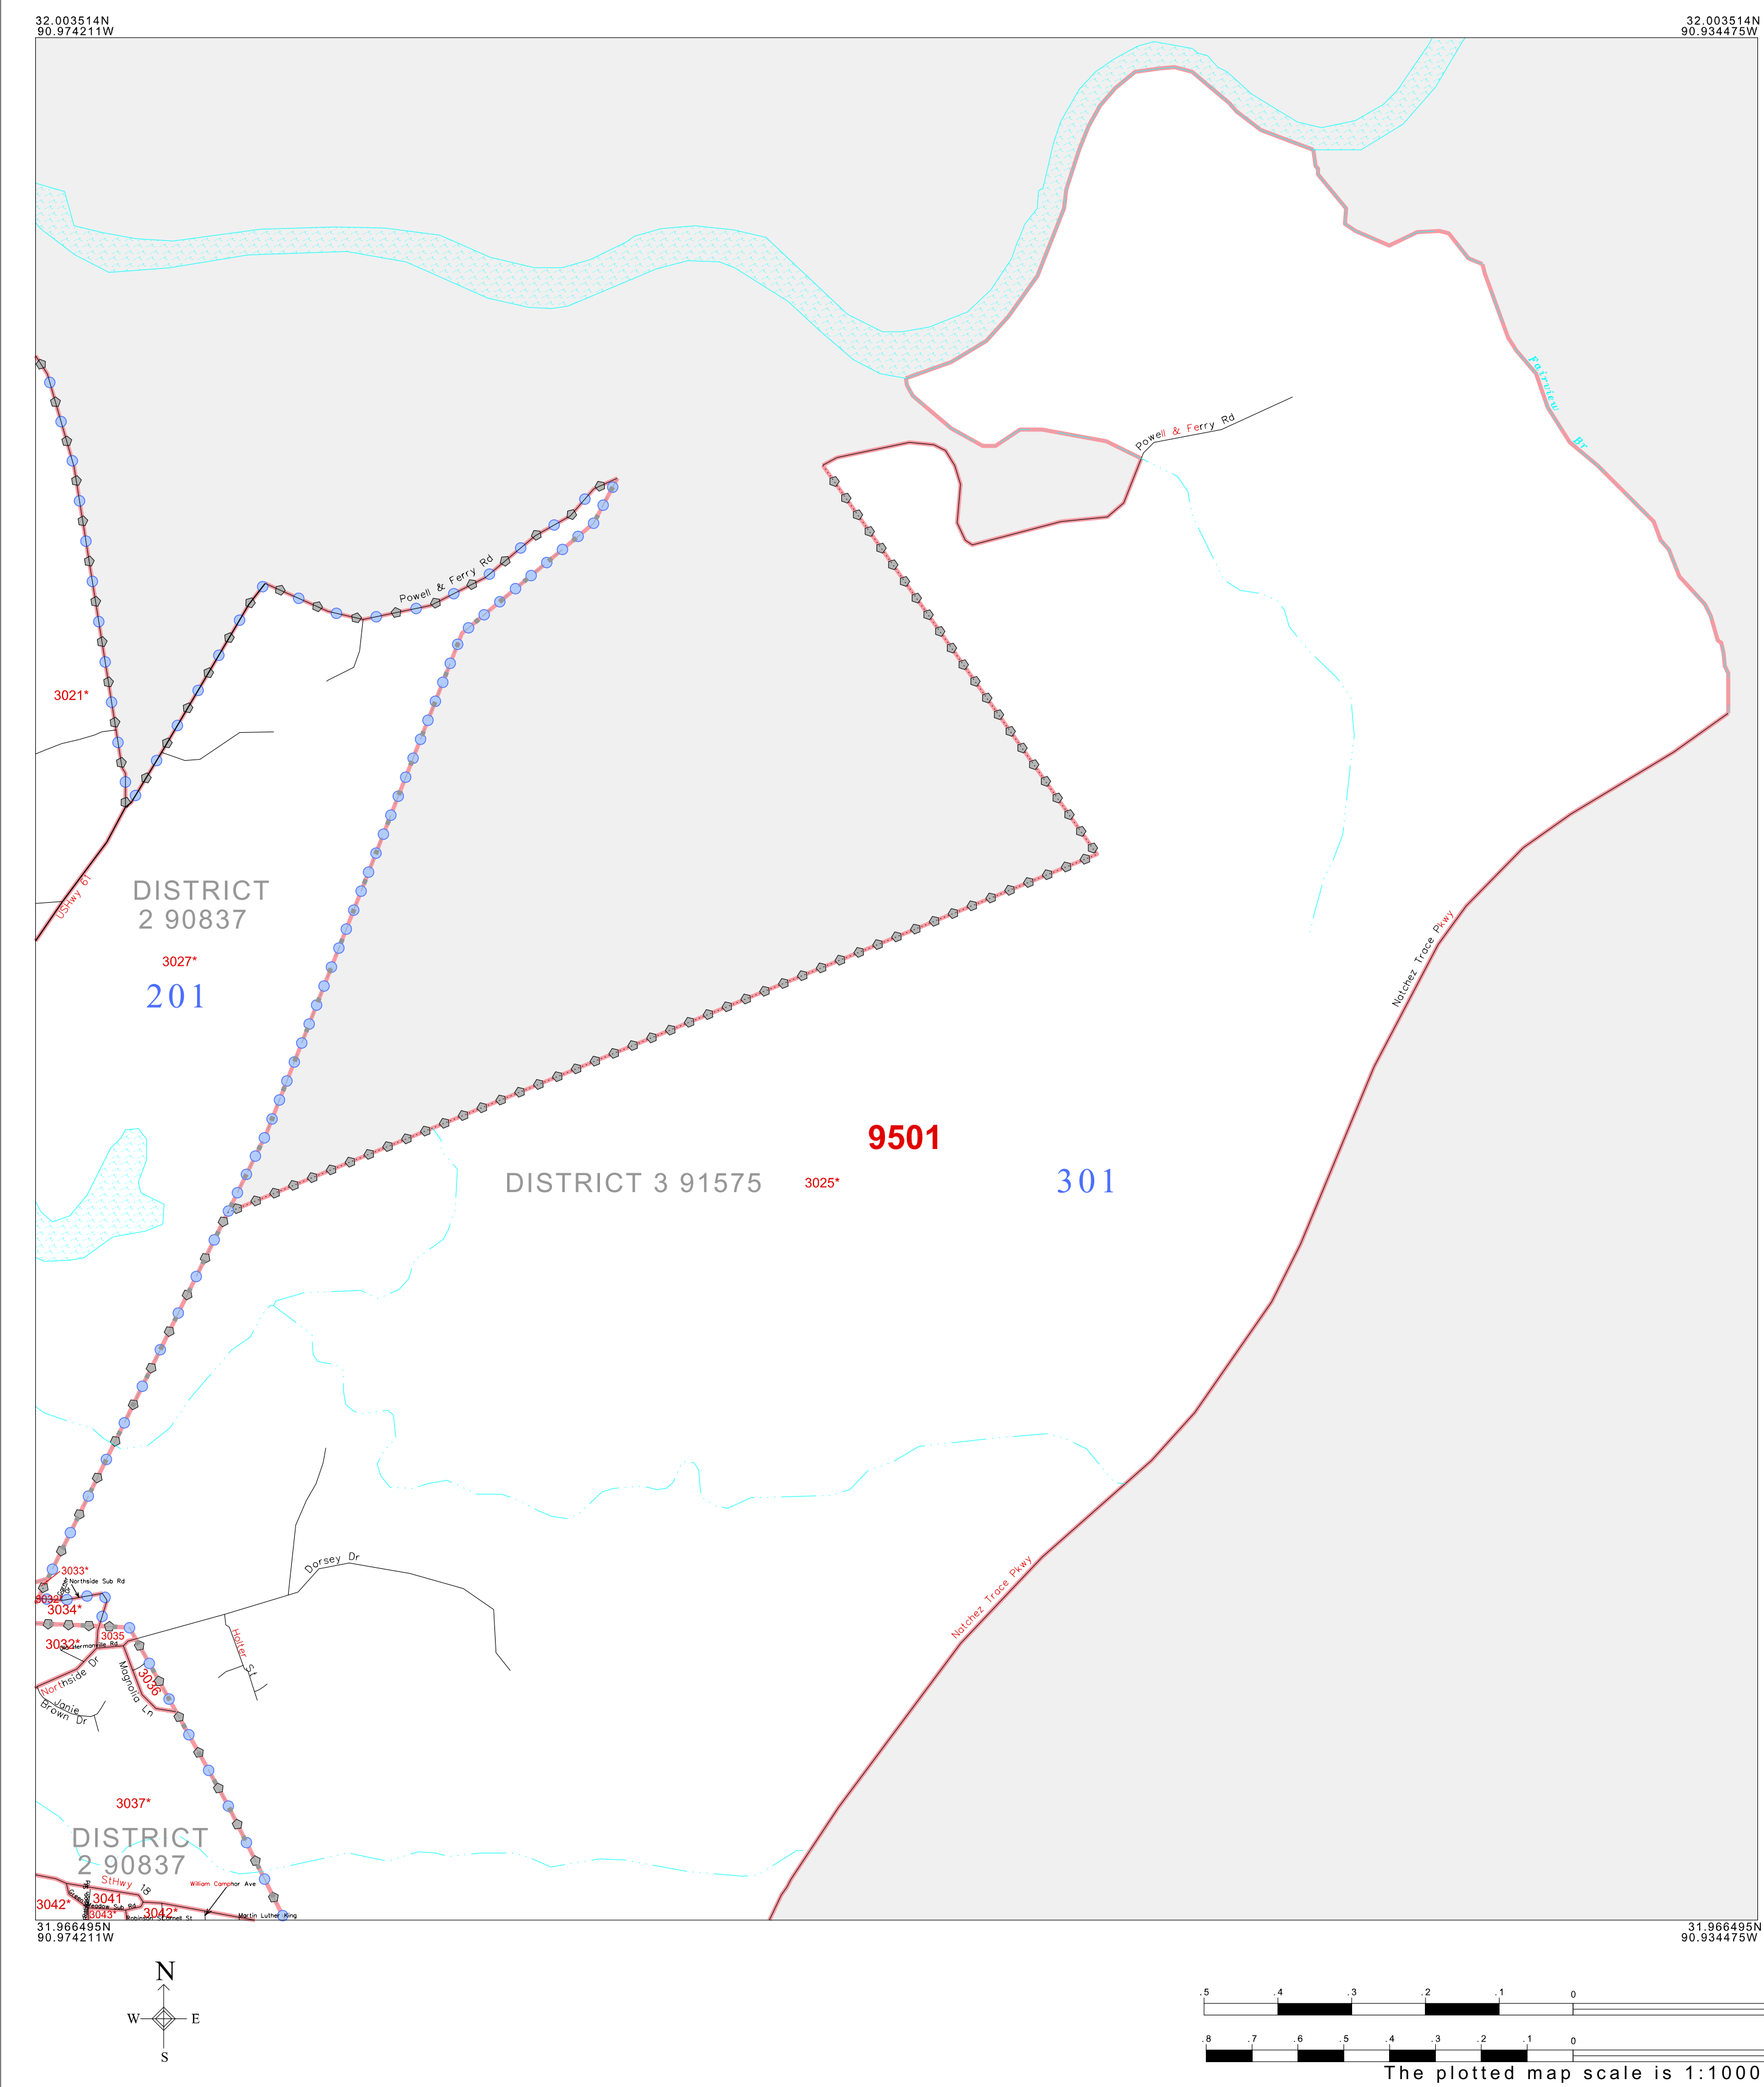 32.003514N
90.974211W
32.003514N
90.934475W
Fairview
Br
Powell & Ferry Rd
Powell & Ferry Rd
3021*
USHwy 61
DISTRICT
2 90837
3027*
201
Natchez Trace Pkwy
9501
DISTRICT 3 91575
3025*
301
Dorsey Dr
Natchez Trace Pkwy
3033*
Northside Sub Rd
3034*
3035
3032*
Northside Dr
Holter St
3036
Magnolia Ln
Janie
Brown Dr
3037*
DISTRICT
2 90837
StHwy 18
William Camphor Ave
3042*
3041
Meadow Sub Rd
3043*
3042*
Martin Luther King
31.966495N
90.974211W
31.966495N
90.934475W
N
W
E
S
.5 .4 .3 .2 .1 0
.8 .7 .6 .5 .4 .3 .2 .1 0
The plotted map scale is 1:1000